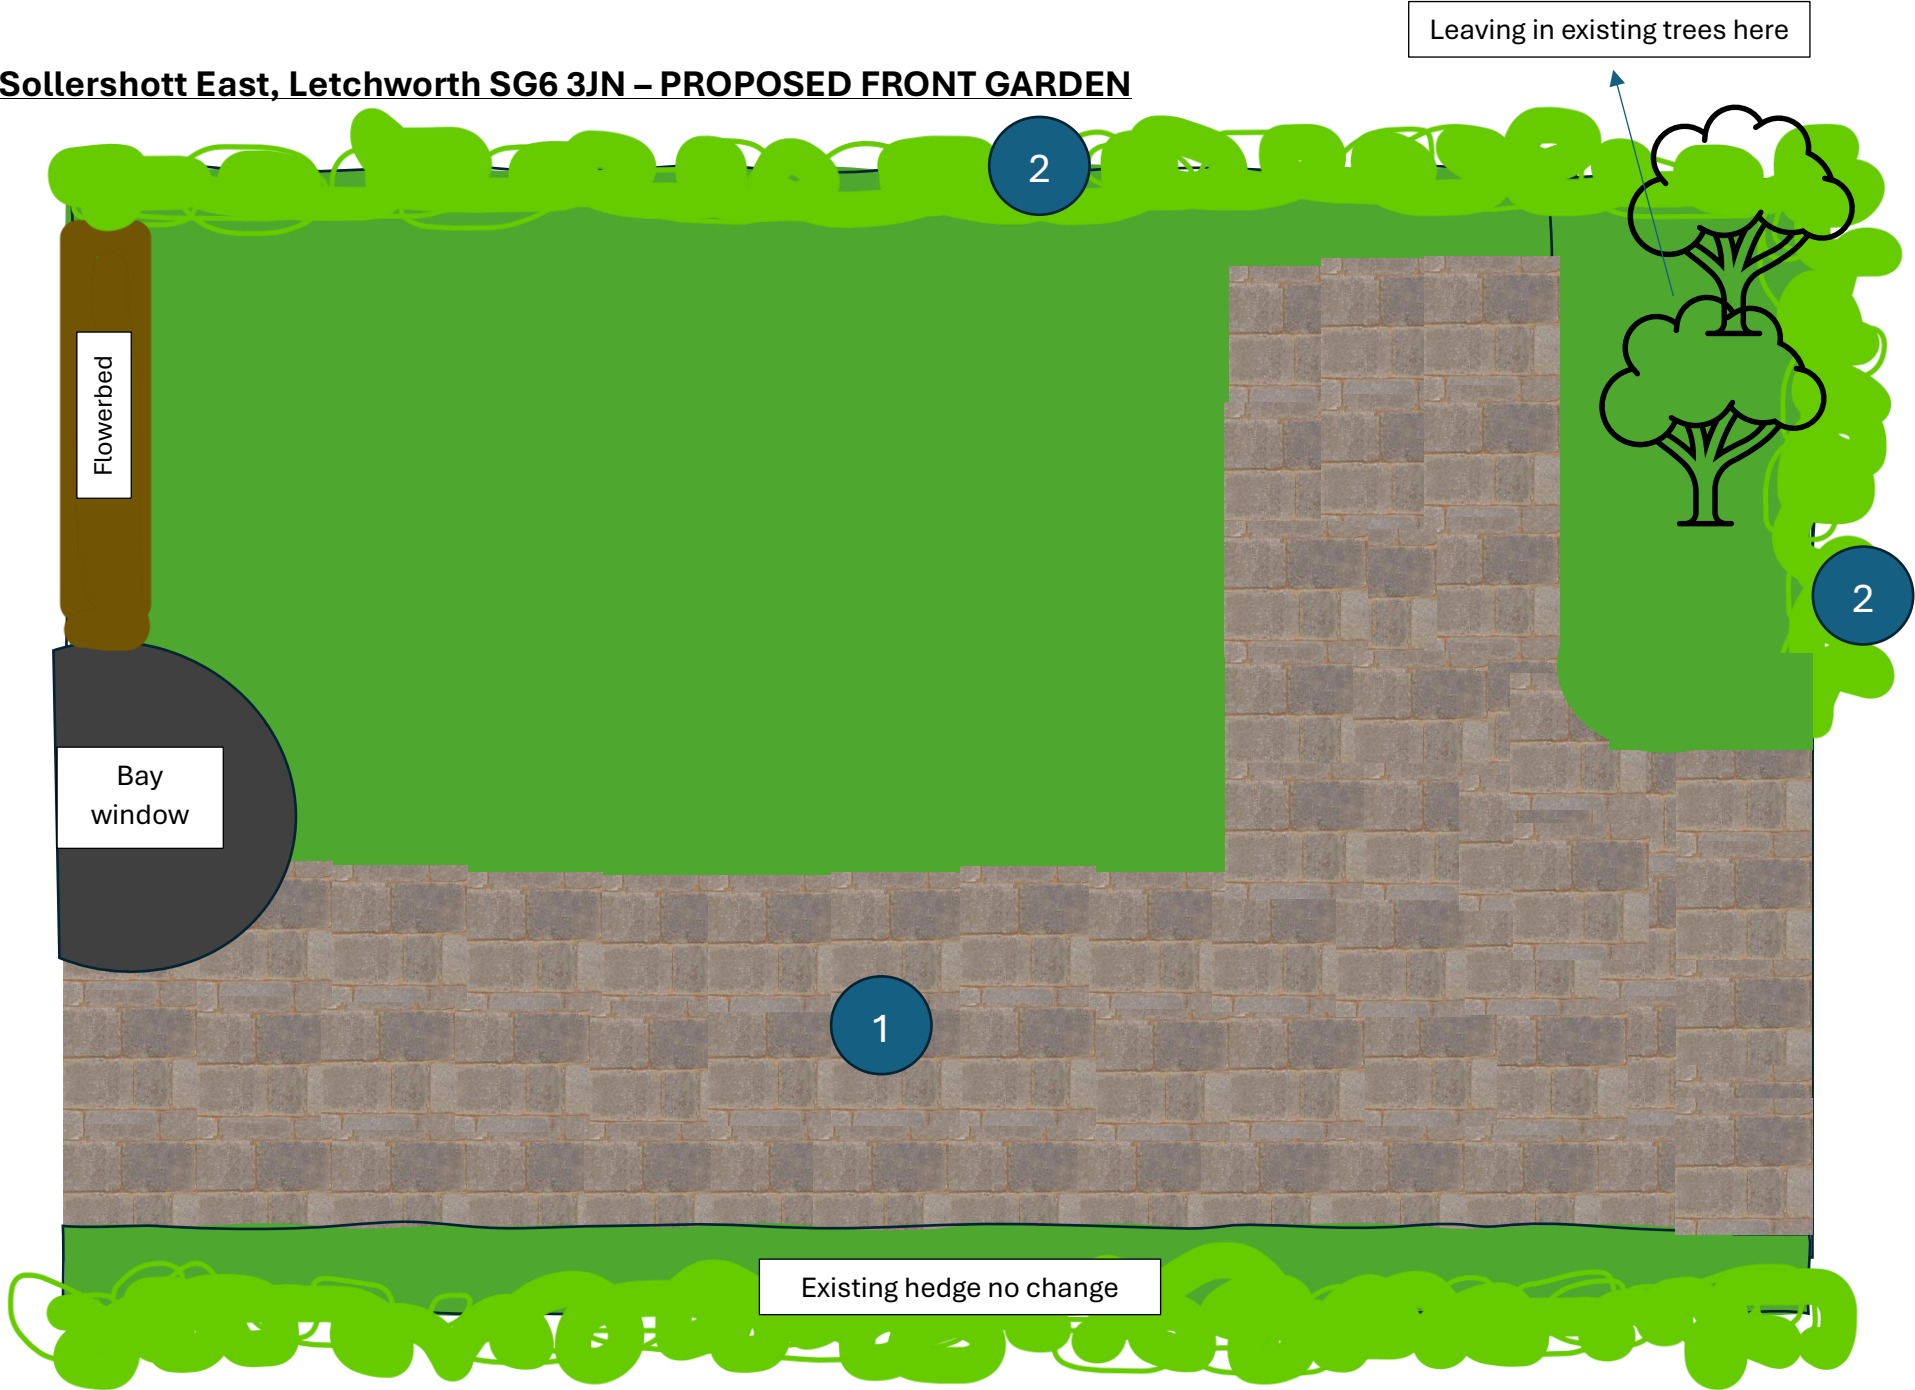 Leaving in existing trees here
Sollershott East, Letchworth SG6 3JN – PROPOSED FRONT GARDEN
2
Flowerbed
2
Bay
window
1
Existing hedge no change